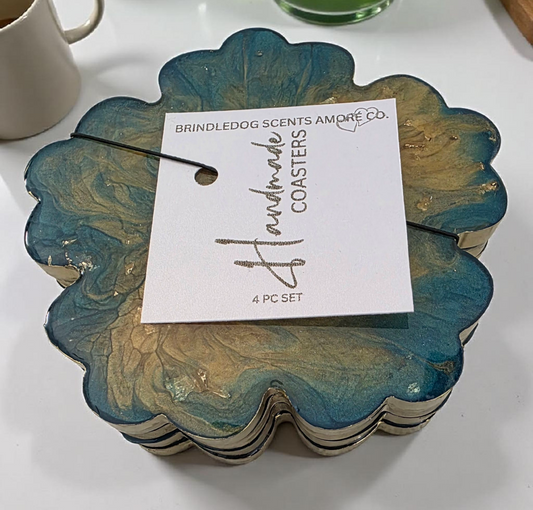 BRINDLEDOG SCENTS AMORE CO.
Handmade
COASTERS
4 PC SET